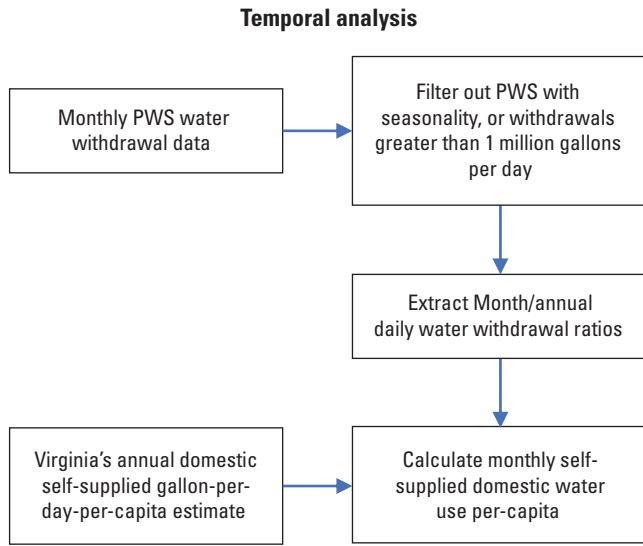 Temporal analysis
Monthly PWS water
withdrawal data
Filter out PWS with
seasonality, or withdrawals
greater than 1 million gallons
per day
Extract Month/annual
daily water withdrawal ratios
Virginia's annual domestic
self-supplied gallon-per-
day-per-capita estimate
Calculate monthly self-
supplied domestic water
use per-capita